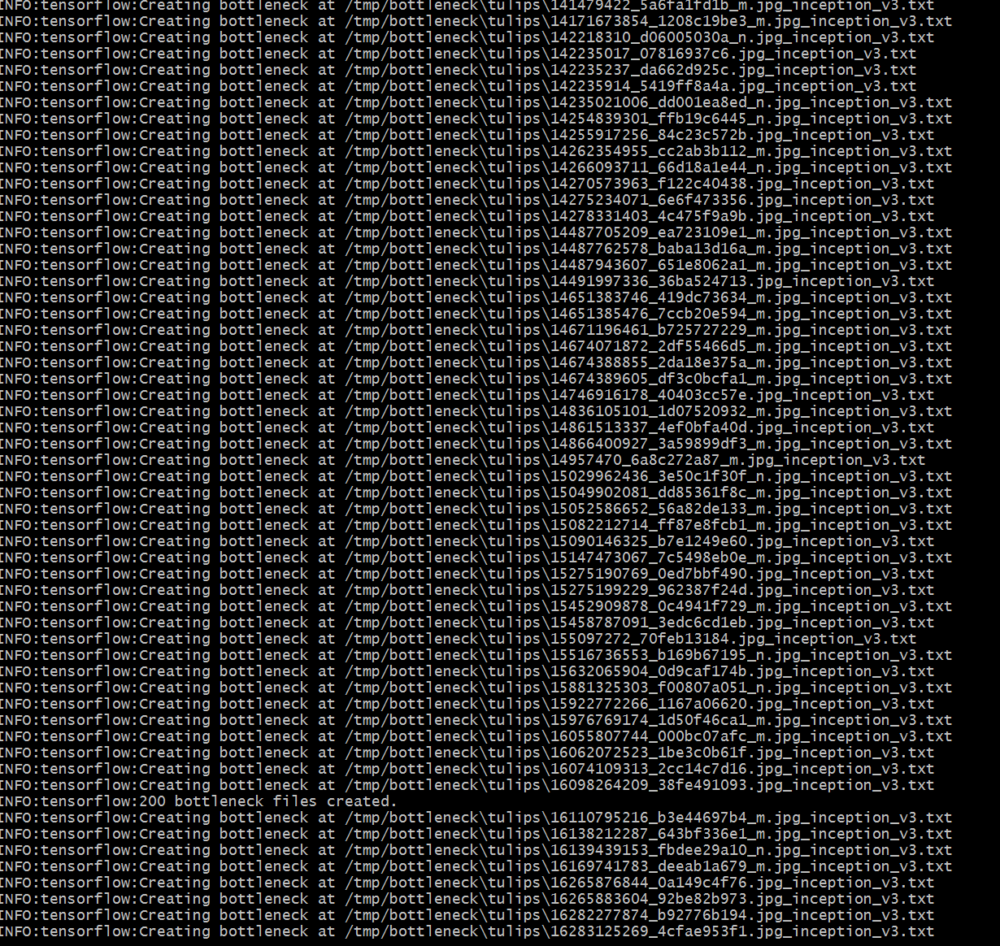 INFO:tensorflow:Creating bottleneck at /tmp/bottleneck\tulips\141479422_5a6fa1fd1b_m.jpg_inception_v3.txt
INFO:tensorflow:Creating bottleneck at /tmp/bottleneck\tulips\14171673854_1208c19be3_m.jpg_inception_v3.txt
INFO:tensorflow:Creating bottleneck at /tmp/bottleneck\tulips\142218310_d06005030a_n.jpg_inception_v3.txt
INFO:tensorflow:Creating bottleneck at /tmp/bottleneck\tulips\142235017_07816937c6.jpg_inception_v3.txt
INFO:tensorflow:Creating bottleneck at /tmp/bottleneck\tulips\142235237_da662d925c.jpg_inception_v3.txt
INFO:tensorflow:Creating bottleneck at /tmp/bottleneck\tulips\142235914_5419ff8a4a.jpg_inception_v3.txt
INFO:tensorflow:Creating bottleneck at /tmp/bottleneck\tulips\14235021006_dd001ea8ed_n.jpg_inception_v3.txt
INFO:tensorflow:Creating bottleneck at /tmp/bottleneck\tulips\14254839301_ffb19c6445_n.jpg_inception_v3.txt
INFO:tensorflow:Creating bottleneck at /tmp/bottleneck\tulips\14255917256_84c23c572b.jpg_inception_v3.txt
INFO:tensorflow:Creating bottleneck at /tmp/bottleneck\tulips\14262354955_cc2ab3b112_m.jpg_inception_v3.txt
INFO:tensorflow:Creating bottleneck at /tmp/bottleneck\tulips\14266093711_66d18a1e44_n.jpg_inception_v3.txt
INFO:tensorflow:Creating bottleneck at /tmp/bottleneck\tulips\14270573963_f122c40438.jpg_inception_v3.txt
INFO:tensorflow:Creating bottleneck at /tmp/bottleneck\tulips\14275234071_6e6f473356.jpg_inception_v3.txt
INFO:tensorflow:Creating bottleneck at /tmp/bottleneck\tulips\14278331403_4c475f9a9b.jpg_inception_v3.txt
INFO:tensorflow:Creating bottleneck at /tmp/bottleneck\tulips\14487705209_ea723109e1_m.jpg_inception_v3.txt
INFO:tensorflow:Creating bottleneck at /tmp/bottleneck\tulips\14487762578_baba13d16a_m.jpg_inception_v3.txt
INFO:tensorflow:Creating bottleneck at /tmp/bottleneck\tulips\14487943607_651e8062a1_m.jpg_inception_v3.txt
INFO:tensorflow:Creating bottleneck at /tmp/bottleneck\tulips\14491997336_36ba524713.jpg_inception_v3.txt
INFO:tensorflow:Creating bottleneck at /tmp/bottleneck\tulips\14651383746_419dc73634_m.jpg_inception_v3.txt
INFO:tensorflow:Creating bottleneck at /tmp/bottleneck\tulips\14651385476_7ccb20e594_m.jpg_inception_v3.txt
INFO:tensorflow:Creating bottleneck at /tmp/bottleneck\tulips\14671196461_b725727229_m.jpg_inception_v3.txt
INFO:tensorflow:Creating bottleneck at /tmp/bottleneck\tulips\14674071872_2df55466d5_m.jpg_inception_v3.txt
INFO:tensorflow:Creating bottleneck at /tmp/bottleneck\tulips\14674388855_2da18e375a_m.jpg_inception_v3.txt
INFO:tensorflow:Creating bottleneck at /tmp/bottleneck\tulips\14674389605_df3c0bcfa1_m.jpg_inception_v3.txt
INFO:tensorflow:Creating bottleneck at /tmp/bottleneck\tulips\14746916178_40403cc57e.jpg_inception_v3.txt
INFO:tensorflow:Creating bottleneck at /tmp/bottleneck\tulips\14836105101_1d07520932_m.jpg_inception_v3.txt
INFO:tensorflow:Creating bottleneck at /tmp/bottleneck\tulips\14861513337_4ef0bfa40d.jpg_inception_v3.txt
INFO:tensorflow:Creating bottleneck at /tmp/bottleneck\tulips\14866400927_3a59899df3_m.jpg_inception_v3.txt
INFO:tensorflow:Creating bottleneck at /tmp/bottleneck\tulips\14957470_6a8c272a87_m.jpg_inception_v3.txt
INFO:tensorflow:Creating bottleneck at /tmp/bottleneck\tulips\15029962436_3e50c1f30f_n.jpg_inception_v3.txt
INFO:tensorflow:Creating bottleneck at /tmp/bottleneck\tulips\15049902081_dd85361f8c_m.jpg_inception_v3.txt
INFO:tensorflow:Creating bottleneck at /tmp/bottleneck\tulips\15052586652_56a82de133_m.jpg_inception_v3.txt
INFO:tensorflow:Creating bottleneck at /tmp/bottleneck\tulips\15082212714_ff87e8fcb1_m.jpg_inception_v3.txt
INFO:tensorflow:Creating bottleneck at /tmp/bottleneck\tulips\15090146325_b7e1249e60.jpg_inception_v3.txt
INFO:tensorflow:Creating bottleneck at /tmp/bottleneck\tulips\15147473067_7c5498eb0e_m.jpg_inception_v3.txt
INFO:tensorflow:Creating bottleneck at /tmp/bottleneck\tulips\15275190769_0ed7bbf490.jpg_inception_v3.txt
INFO:tensorflow:Creating bottleneck at /tmp/bottleneck\tulips\15275199229_962387f24d.jpg_inception_v3.txt
INFO:tensorflow:Creating bottleneck at /tmp/bottleneck\tulips\15452909878_0c4941f729_m.jpg_inception_v3.txt
INFO:tensorflow:Creating bottleneck at /tmp/bottleneck\tulips\15458787091_3edc6cd1eb.jpg_inception_v3.txt
INFO:tensorflow:Creating bottleneck at /tmp/bottleneck\tulips\155097272_70feb13184.jpg_inception_v3.txt
INFO:tensorflow:Creating bottleneck at /tmp/bottleneck\tulips\15516736553_b169b67195_n.jpg_inception_v3.txt
INFO:tensorflow:Creating bottleneck at /tmp/bottleneck\tulips\15632065904_0d9caf174b.jpg_inception_v3.txt
INFO:tensorflow:Creating bottleneck at /tmp/bottleneck\tulips\15881325303_f00807a051_n.jpg_inception_v3.txt
INFO:tensorflow:Creating bottleneck at /tmp/bottleneck\tulips\15922772266_1167a06620.jpg_inception_v3.txt
INFO:tensorflow:Creating bottleneck at /tmp/bottleneck\tulips\15976769174_1d50f46ca1_m.jpg_inception_v3.txt
INFO:tensorflow:Creating bottleneck at /tmp/bottleneck\tulips\16055807744_000bc07afc_m.jpg_inception_v3.txt
INFO:tensorflow:Creating bottleneck at /tmp/bottleneck\tulips\16062072523_1be3c0b61f.jpg_inception_v3.txt
INFO:tensorflow:Creating bottleneck at /tmp/bottleneck\tulips\16074109313_2cc14c7d16.jpg_inception_v3.txt
INFO:tensorflow:Creating bottleneck at /tmp/bottleneck\tulips\16098264209_38fe491093.jpg_inception_v3.txt
INFO:tensorflow:200 bottleneck files created.
INFO:tensorflow:Creating bottleneck at /tmp/bottleneck\tulips\16110795216_b3e44697b4_m.jpg_inception_v3.txt
INFO:tensorflow:Creating bottleneck at /tmp/bottleneck\tulips\16138212287_643bf336e1_m.jpg_inception_v3.txt
INFO:tensorflow:Creating bottleneck at /tmp/bottleneck\tulips\16139439153_fbdee29a10_n.jpg_inception_v3.txt
INFO:tensorflow:Creating bottleneck at /tmp/bottleneck\tulips\16169741783_deeab1a679_m.jpg_inception_v3.txt
INFO:tensorflow:Creating bottleneck at /tmp/bottleneck\tulips\16265876844_0a149c4f76.jpg_inception_v3.txt
INFO:tensorflow:Creating bottleneck at /tmp/bottleneck\tulips\16265883604_92be82b973.jpg_inception_v3.txt
INFO:tensorflow:Creating bottleneck at /tmp/bottleneck\tulips\16282277874_b92776b194.jpg_inception_v3.txt
INFO:tensorflow:Creating bottleneck at /tmp/bottleneck\tulips\16283125269_4cfae953f1.jpg_inception_v3.txt